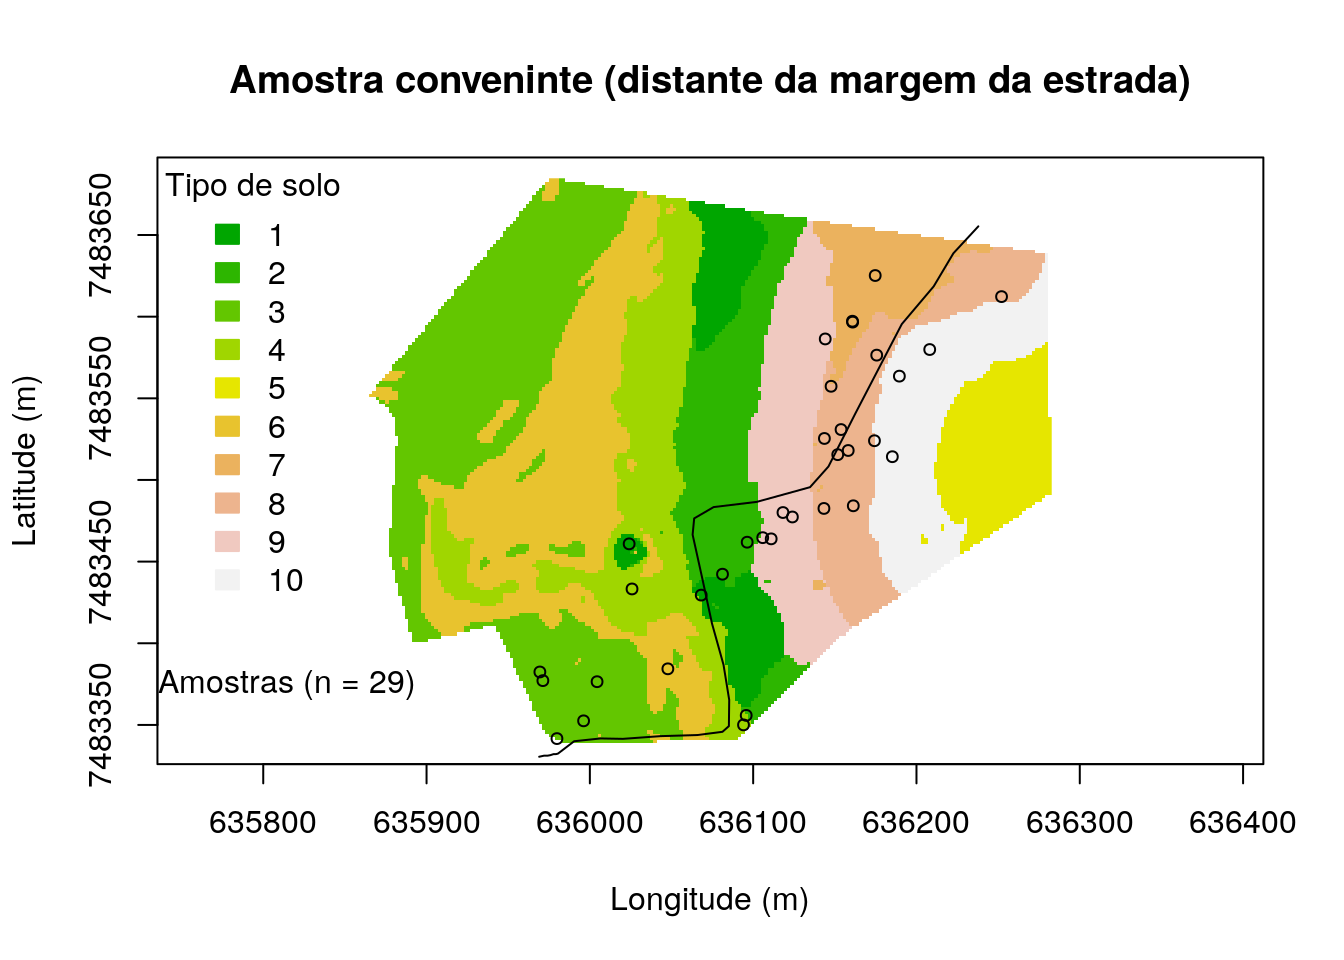 Amostra conveninte (distante da margem da estrada)
Tipo de solo
1
2
3
4
5
6
7
8
9
10
Amostras (n = 29)
Latitude (m)
7483650
7483550
7483450
7483350
635800 635900 636000 636100 636200 636300 636400
Longitude (m)